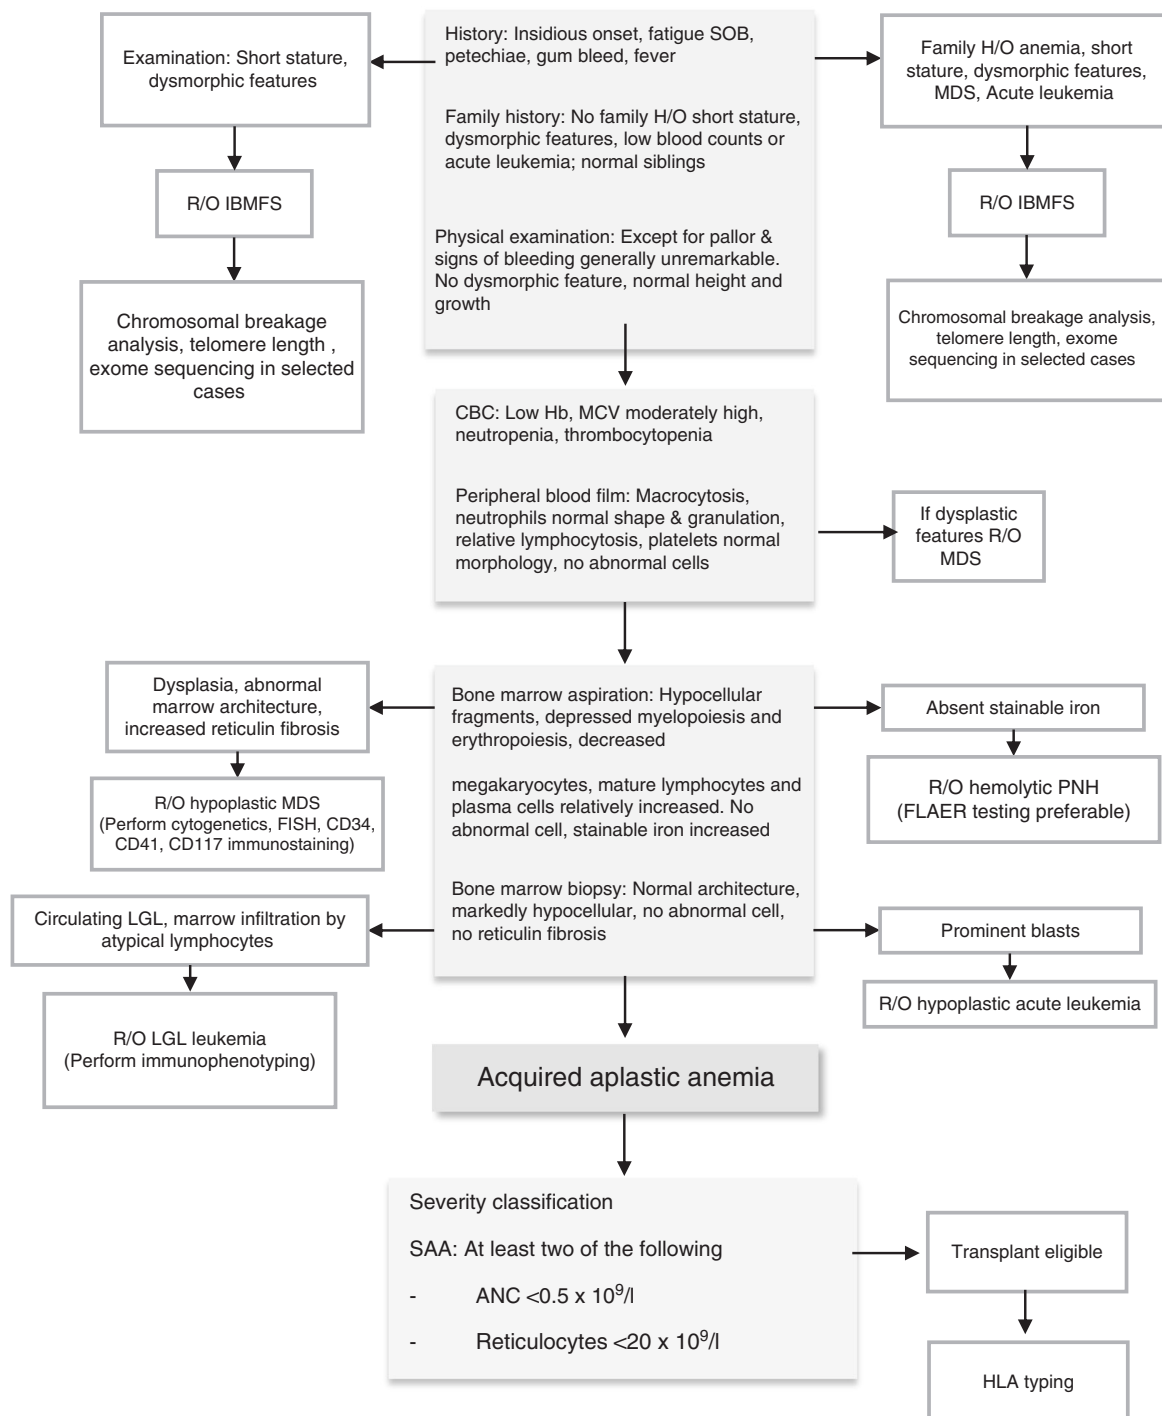 Examination: Short stature,
dysmorphic features
R/O IBMFS
Chromosomal breakage
analysis, telomere length ,
exome sequencing in selected
cases
History: Insidious onset, fatigue SOB,
petechiae, gum bleed, fever
Family history: No family H/O short stature,
dysmorphic features, low blood counts or
acute leukemia; normal siblings
Physical examination: Except for pallor &
signs of bleeding generally unremarkable.
No dysmorphic feature, normal height and
growth
Family H/O anemia, short
stature, dysmorphic features,
MDS, Acute leukemia
R/O IBMFS
Chromosomal breakage analysis,
telomere length, exome
sequencing in selected cases
CBC: Low Hb, MCV moderately high,
neutropenia, thrombocytopenia
Peripheral blood film: Macrocytosis,
neutrophils normal shape & granulation,
relative lymphocytosis, platelets normal
morphology, no abnormal cells
If dysplastic
features R/O
MDS
Dysplasia, abnormal
marrow architecture,
increased reticulin fibrosis
R/O hypoplastic MDS
(Perform cytogenetics, FISH, CD34,
CD41, CD117 immunostaining)
Circulating LGL, marrow infiltration by
atypical lymphocytes
R/O LGL leukemia
(Perform immunophenotyping)
Bone marrow aspiration: Hypocellular
fragments, depressed myelopoiesis and
erythropoiesis, decreased
megakaryocytes, mature lymphocytes and
plasma cells relatively increased. No
abnormal cell, stainable iron increased
Bone marrow biopsy: Normal architecture,
markedly hypocellular, no abnormal cell,
no reticulin fibrosis
Absent stainable iron
R/O hemolytic PNH
(FLAER testing preferable)
Prominent blasts
R/O hypoplastic acute leukemia
Acquired aplastic anemia
Severity classification
SAA: At least two of the following
- ANC <0.5 x 10⁹/l
- Reticulocytes <20 x 10⁹/l
Transplant eligible
HLA typing